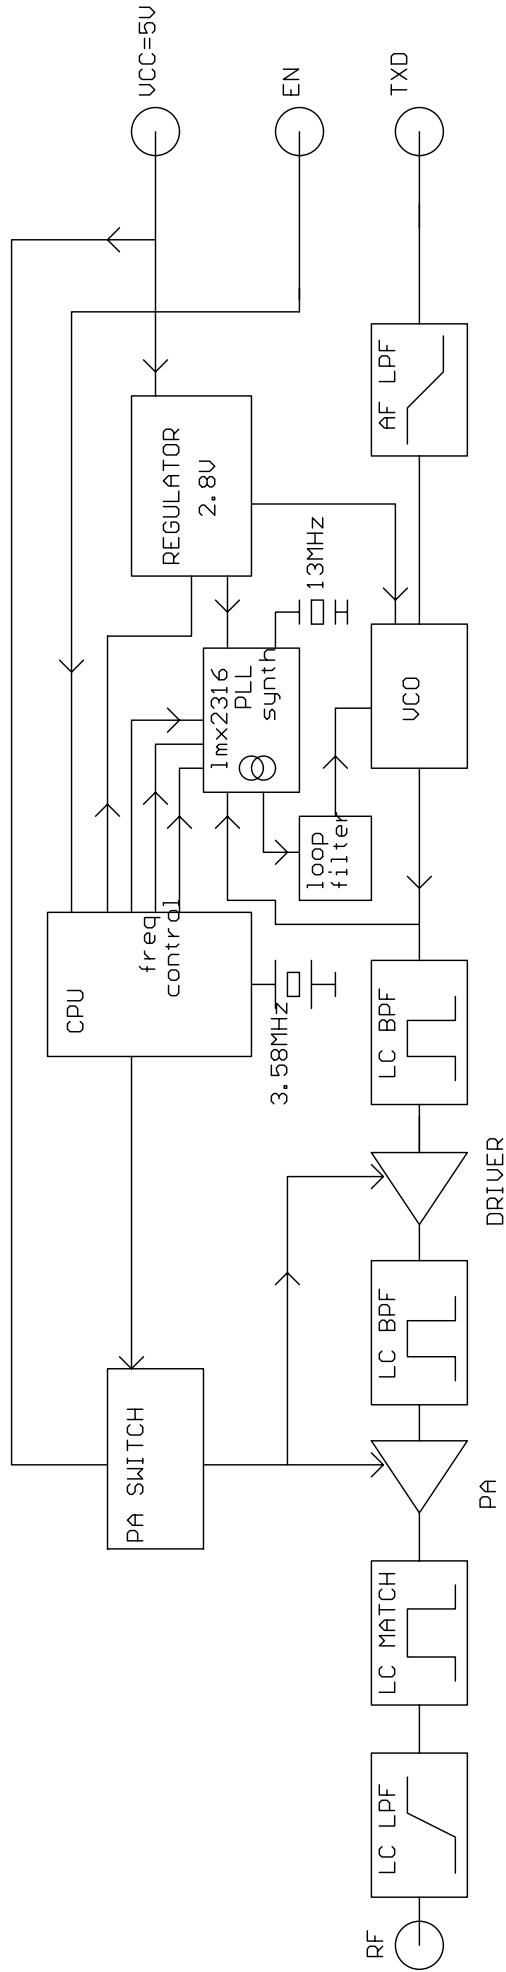 VCC=5V
EN
TXD
AF LPF
REGULATOR
2.8V
13MHz
lmx2316
PLL
synth
VCO
loop
filter
freq
control
CPU
3.58MHz
LC BPF
DRIVER
LC BPF
PA SWITCH
PA
LC MATCH
LC LPF
RF